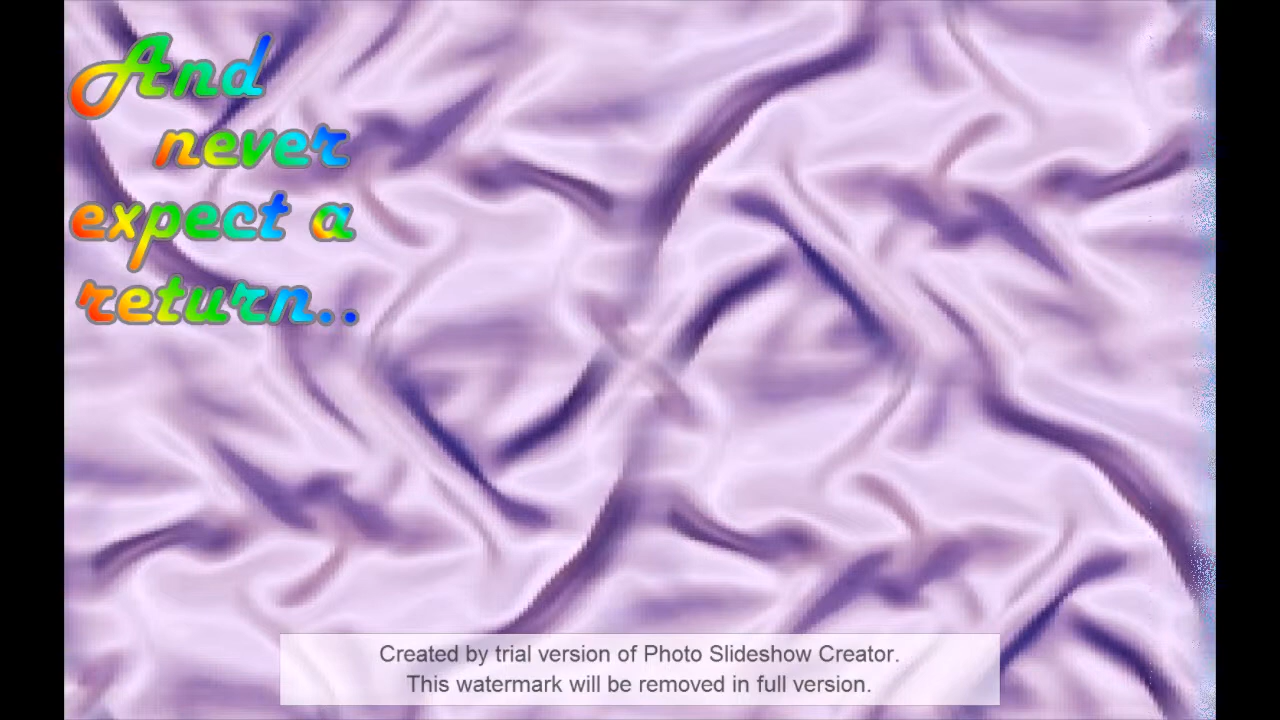 And
never
expect a
return..
Created by trial version of Photo Slideshow Creator.
This watermark will be removed in full version.